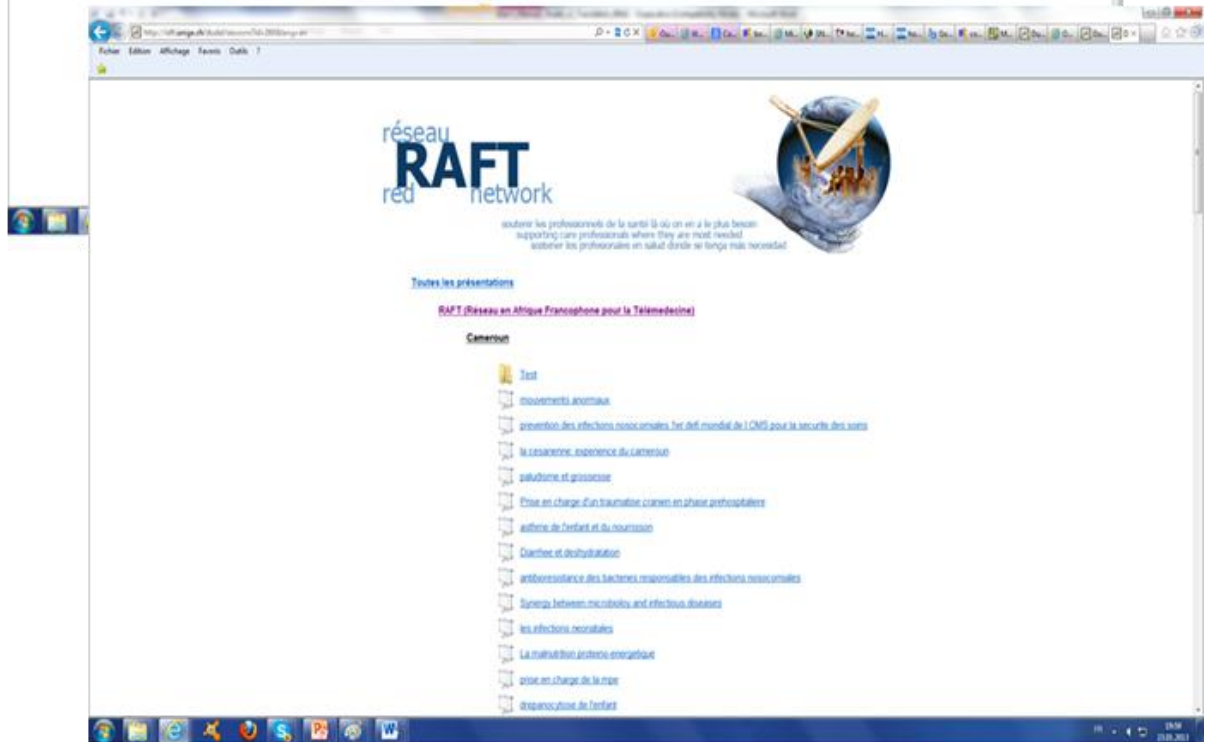 Fichier Edition Affichage Favoris Outils ?
réseau
RAFT
red network
soutenir les professionnels de la santé là où on en a le plus besoin
supporting care professionals where they are most needed
sostener los profesionales en salud donde se tenga más necesidad
Toutes les présentations
RAFT (Réseau en Afrique Francophone pour la Télémedecine)
Cameroun
Test
mouvements anormaux
prevention des infections nosocomiales 1er defi mondial de l OMS pour la securite des soins
la cesarienne, experience du cameroun
paludisme et grossesse
Prise en charge d'un traumatise cranien en phase prehospitaliere
asthme de l'enfant et du nourrisson
Diarrhee et deshydratation
antibioresistance des bacteries responsables des infections nosocomiales
Synergy between microbioloy and infectious diseases
les infections neonatales
La malnutrition proteino energetique
prise en charge de la mpe
drepanocytose de l'enfant
FR